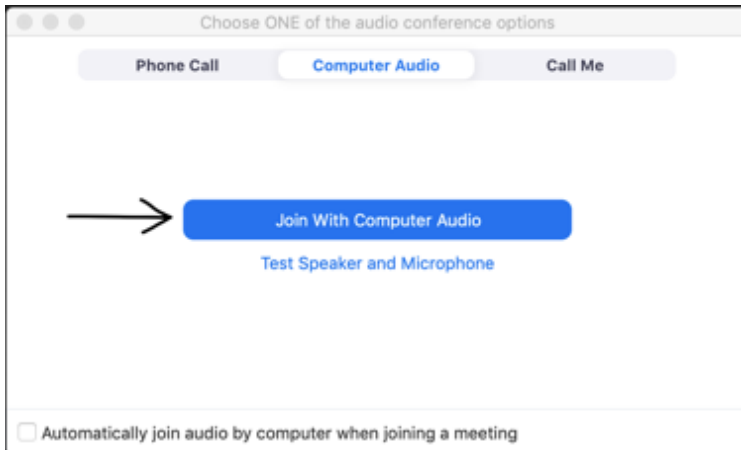 Choose ONE of the audio conference options
Phone Call
Computer Audio
Call Me
Join With Computer Audio
Test Speaker and Microphone
Automatically join audio by computer when joining a meeting